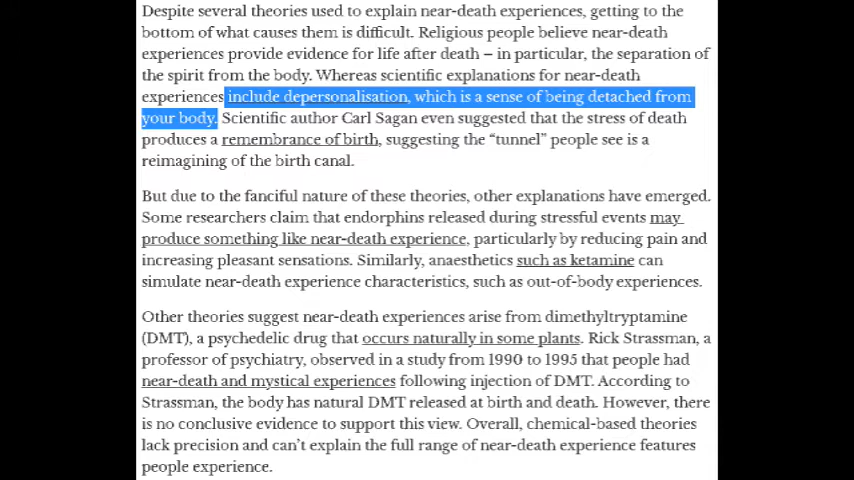 Despite several theories used to explain near-death experiences, getting to the
bottom of what causes them is difficult. Religious people believe near-death
experiences provide evidence for life after death – in particular, the separation of
the spirit from the body. Whereas scientific explanations for near-death
experiences include depersonalisation, which is a sense of being detached from
your body. Scientific author Carl Sagan even suggested that the stress of death
produces a remembrance of birth, suggesting the “tunnel” people see is a
reimagining of the birth canal.
But due to the fanciful nature of these theories, other explanations have emerged.
Some researchers claim that endorphins released during stressful events may
produce something like near-death experience, particularly by reducing pain and
increasing pleasant sensations. Similarly, anaesthetics such as ketamine can
simulate near-death experience characteristics, such as out-of-body experiences.
Other theories suggest near-death experiences arise from dimethyltryptamine
(DMT), a psychedelic drug that occurs naturally in some plants. Rick Strassman, a
professor of psychiatry, observed in a study from 1990 to 1995 that people had
near-death and mystical experiences following injection of DMT. According to
Strassman, the body has natural DMT released at birth and death. However, there
is no conclusive evidence to support this view. Overall, chemical-based theories
lack precision and can’t explain the full range of near-death experience features
people experience.